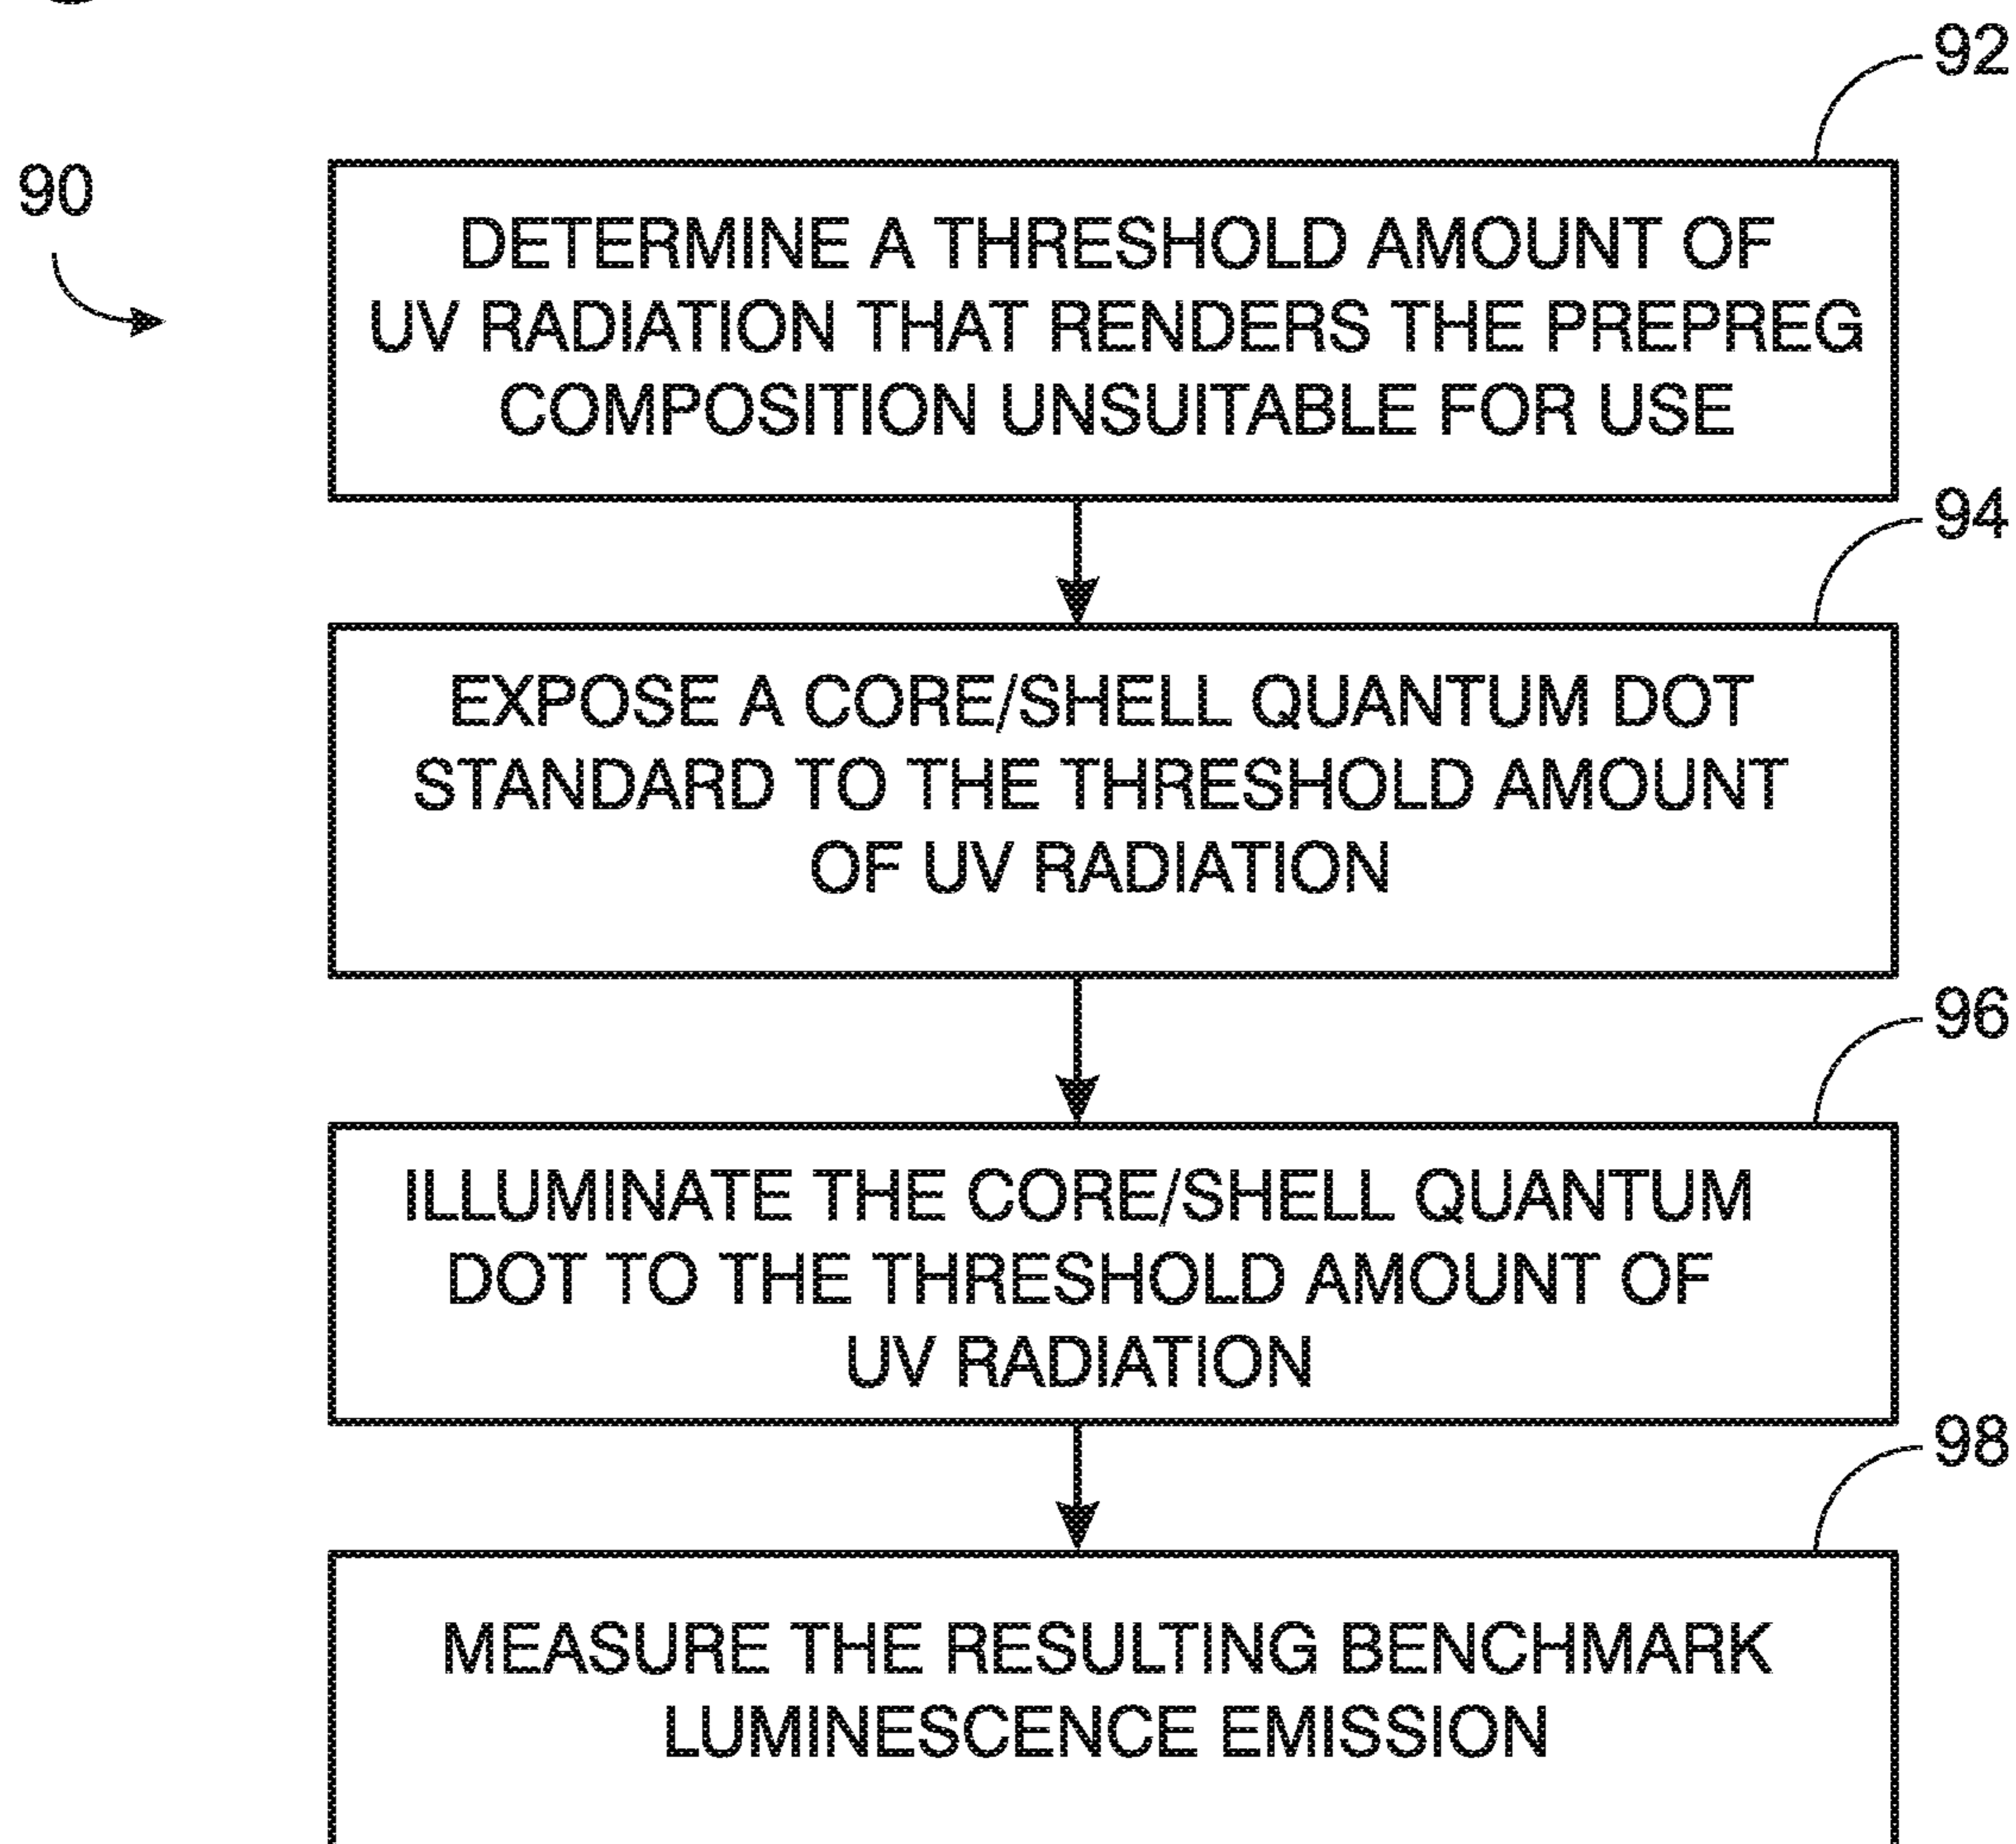 92
90
DETERMINE A THRESHOLD AMOUNT OF
UV RADIATION THAT RENDERS THE PREPREG
COMPOSITION UNSUITABLE FOR USE
94
EXPOSE A CORE/SHELL QUANTUM DOT
STANDARD TO THE THRESHOLD AMOUNT
OF UV RADIATION
96
ILLUMINATE THE CORE/SHELL QUANTUM
DOT TO THE THRESHOLD AMOUNT OF
UV RADIATION
98
MEASURE THE RESULTING BENCHMARK
LUMINESCENCE EMISSION